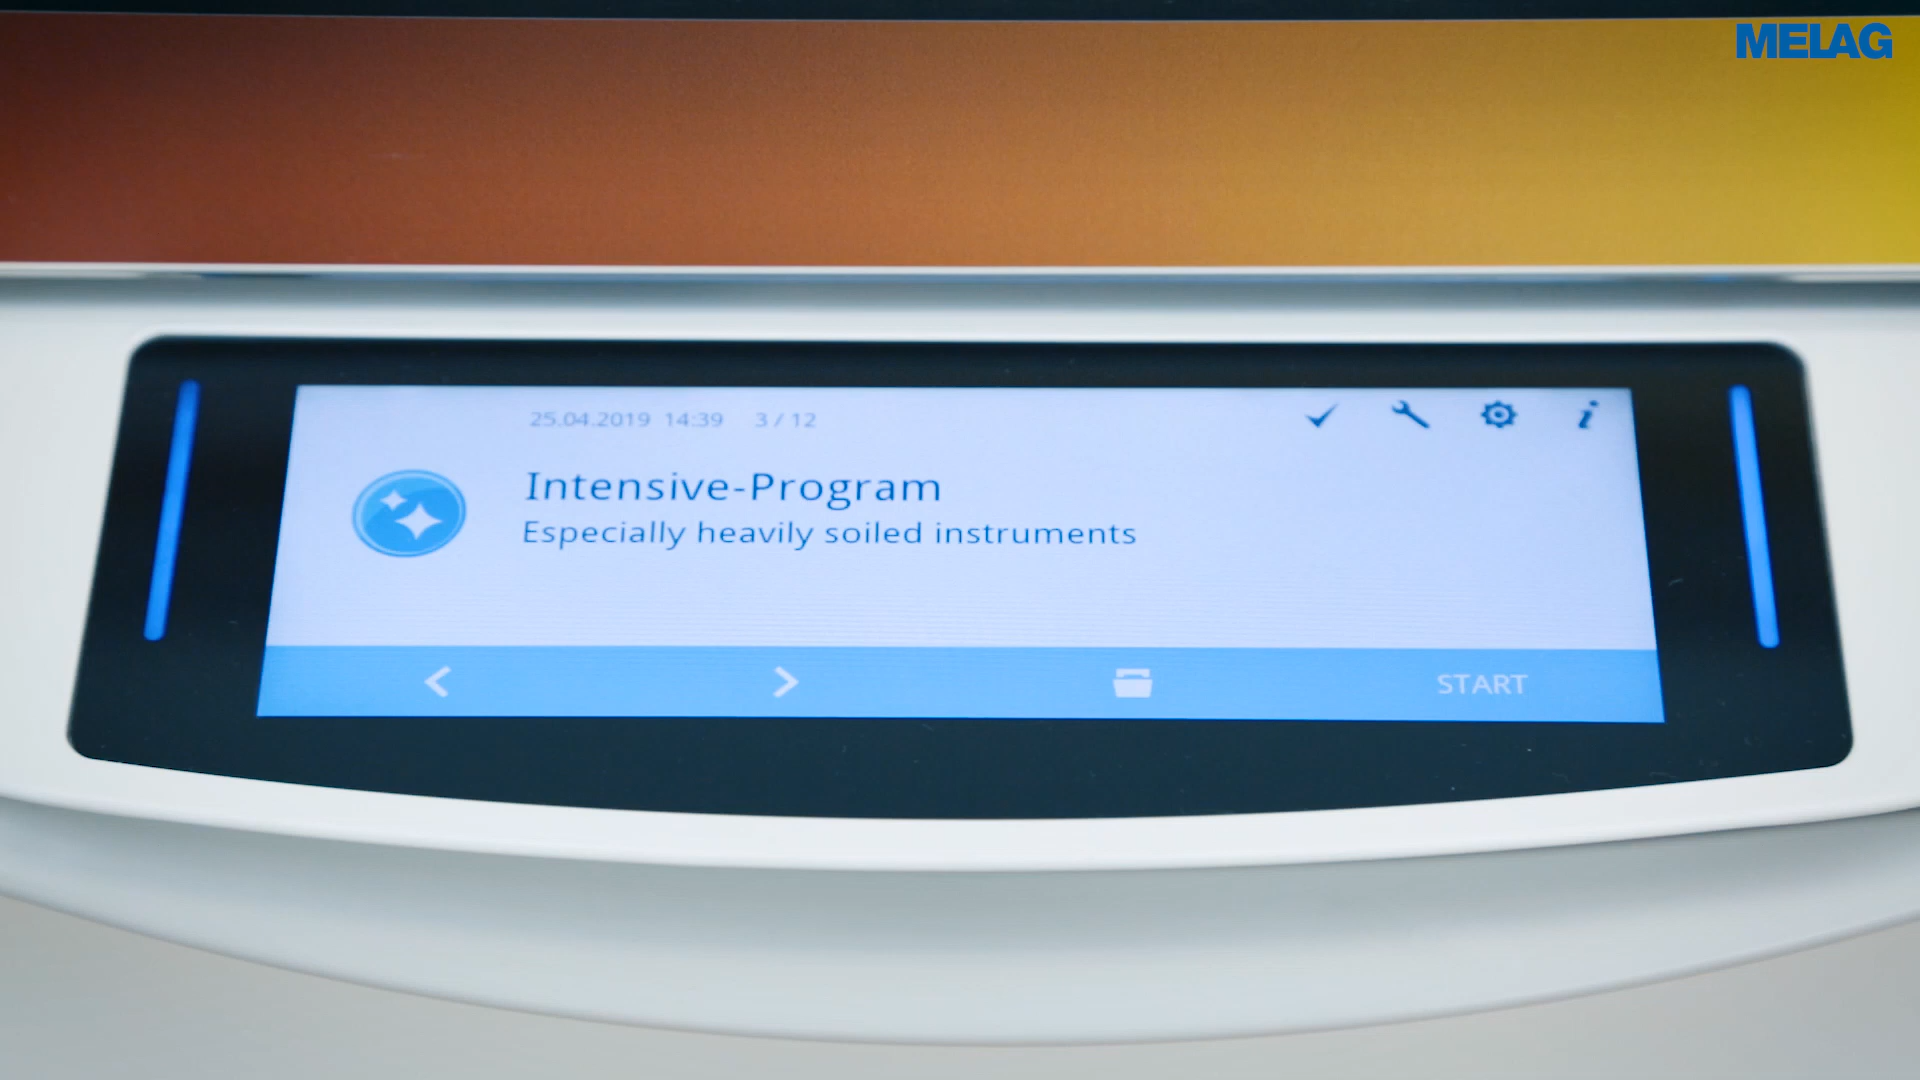 MELAG
25.04.2019 14:39 3 / 12
Intensive-Program
Especially heavily soiled instruments
START